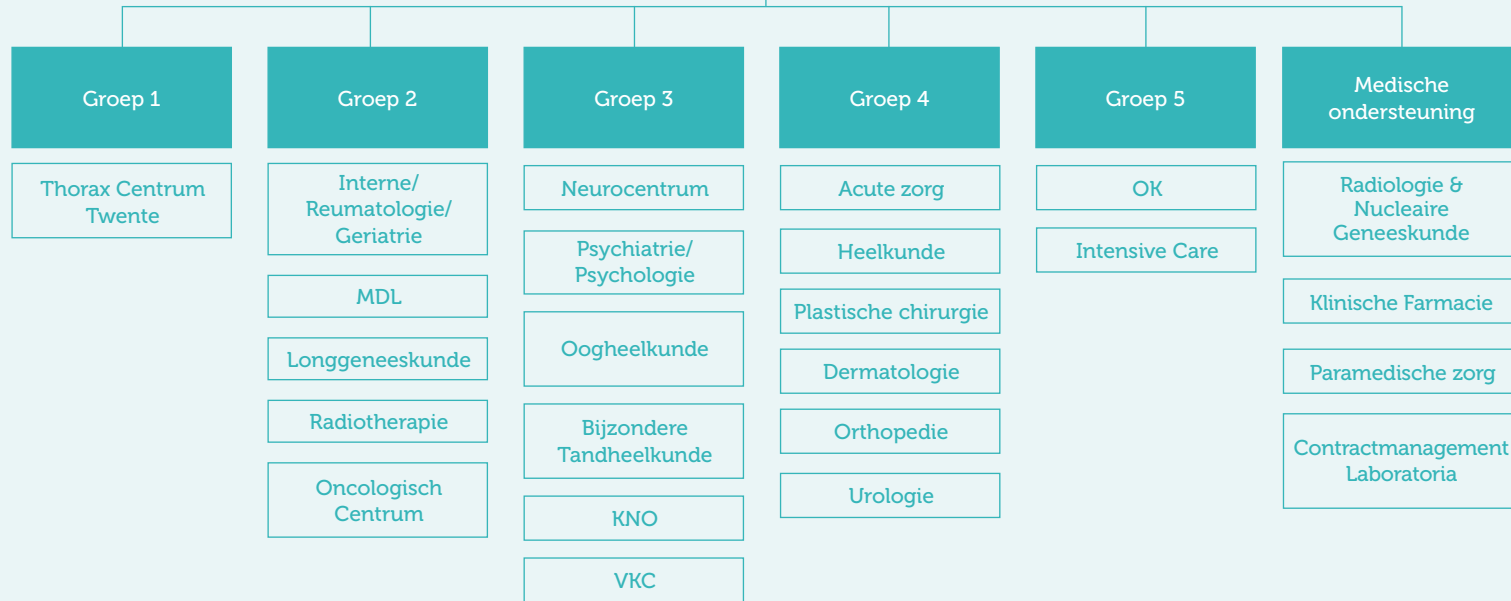 Groep 1
Thorax Centrum
Twente
Groep 2
Interne/
Reumatologie/
Geriatrie
MDL
Longgeneeskunde
Radiotherapie
Oncologisch
Centrum
Groep 3
Neurocentrum
Psychiatrie/
Psychologie
Oogheelkunde
Bijzondere
Tandheelkunde
KNO
VKC
Groep 4
Acute zorg
Heelkunde
Plastische chirurgie
Dermatologie
Orthopedie
Urologie
Groep 5
OK
Intensive Care
Medische
ondersteuning
Radiologie &
Nucleaire
Geneeskunde
Klinische Farmacie
Paramedische zorg
Contractmanagement
Laboratoria